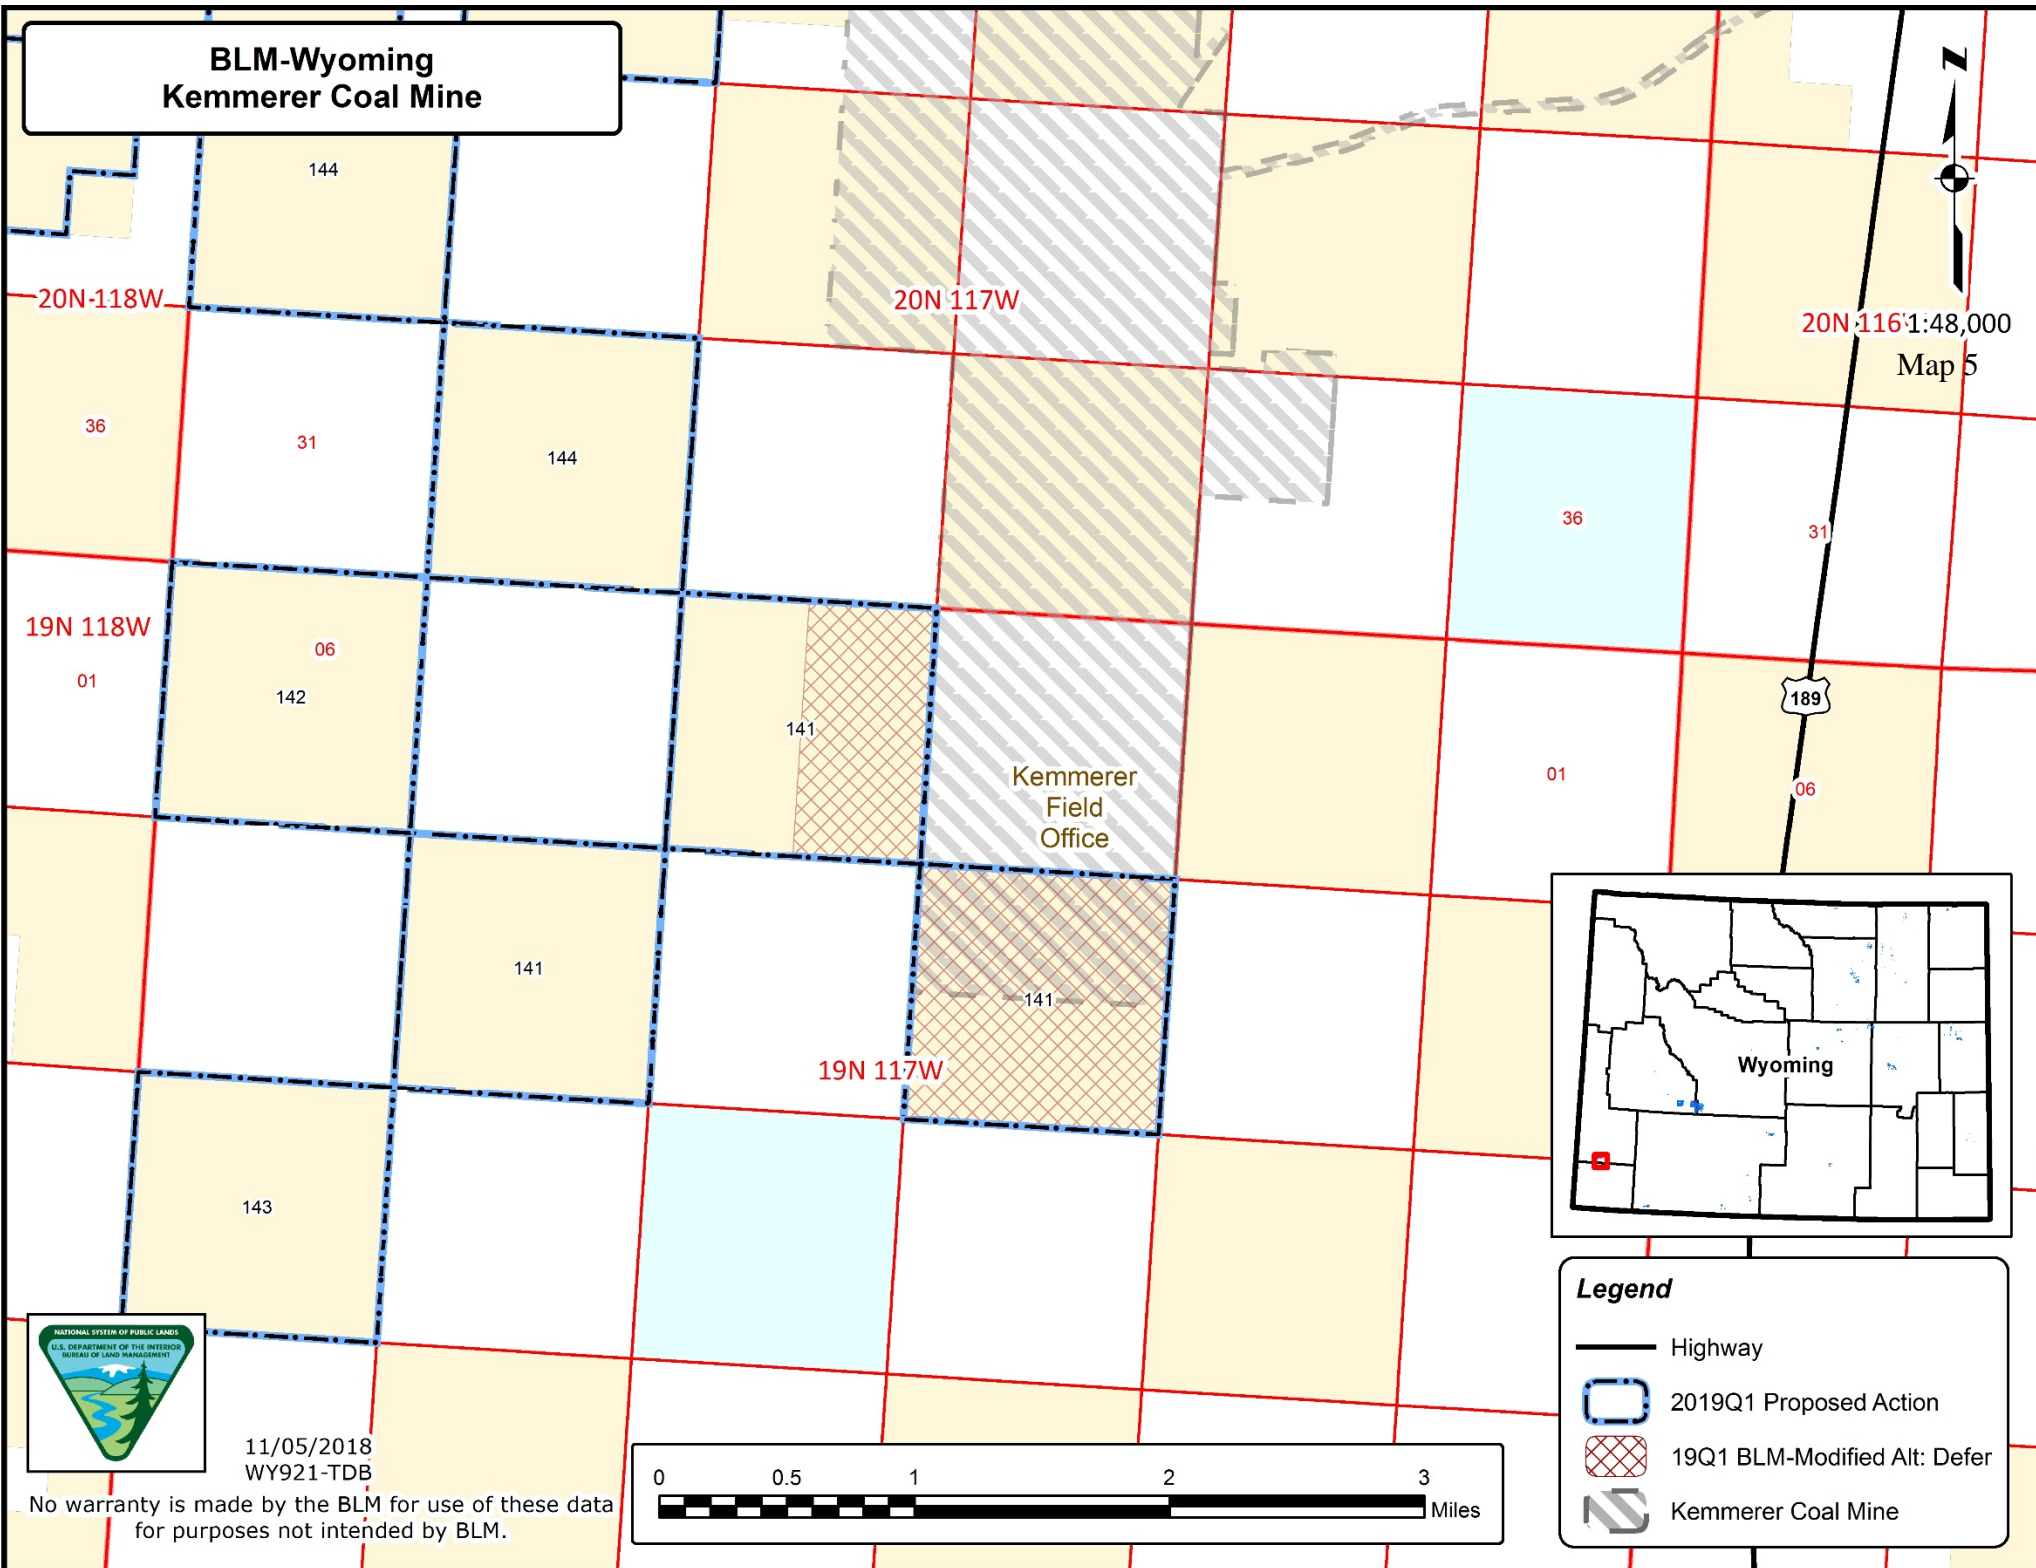 BLM-Wyoming
Kemmerer Coal Mine
N
144
20N 118W
20N 117W
20N 116
1:48,000
Map 5
36
31
144
36
31
19N 118W
01
06
142
141
189
Kemmerer
Field
Office
01
06
141
141
19N 117W
Wyoming
143
Legend
Highway
2019Q1 Proposed Action
19Q1 BLM-Modified Alt: Defer
Kemmerer Coal Mine
NATIONAL SYSTEM OF PUBLIC LANDS
U.S. DEPARTMENT OF THE INTERIOR
BUREAU OF LAND MANAGEMENT
11/05/2018
WY921-TDB
No warranty is made by the BLM for use of these data
for purposes not intended by BLM.
0 0.5 1 2 3
Miles